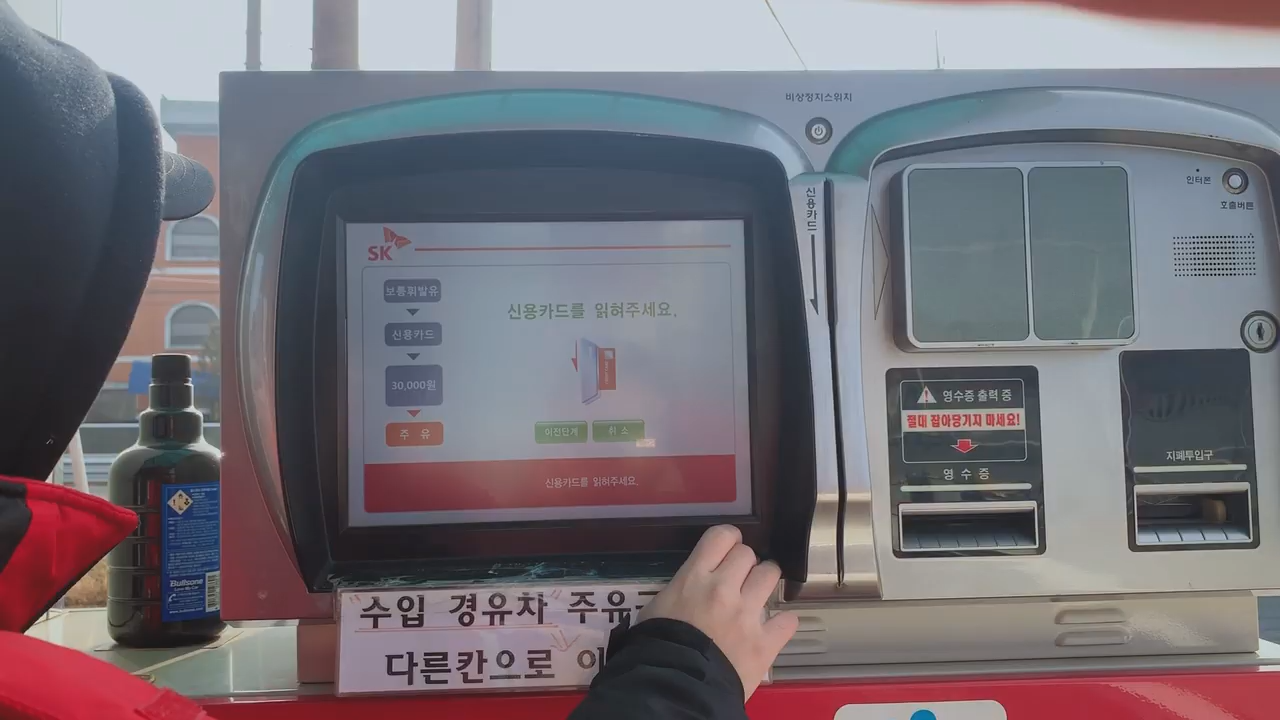 비상정지스위치
신용카드
인터폰
호출버튼
SK
보통휘발유
신용카드
30,000원
주 유
신용카드를 읽혀주세요.
이전단계
취 소
신용카드를 읽혀주세요.
영수증 출력 중
절대 잡아당기지 마세요!
영 수 증
지폐투입구
Bullsone
수입 경유차 주유
다른칸으로